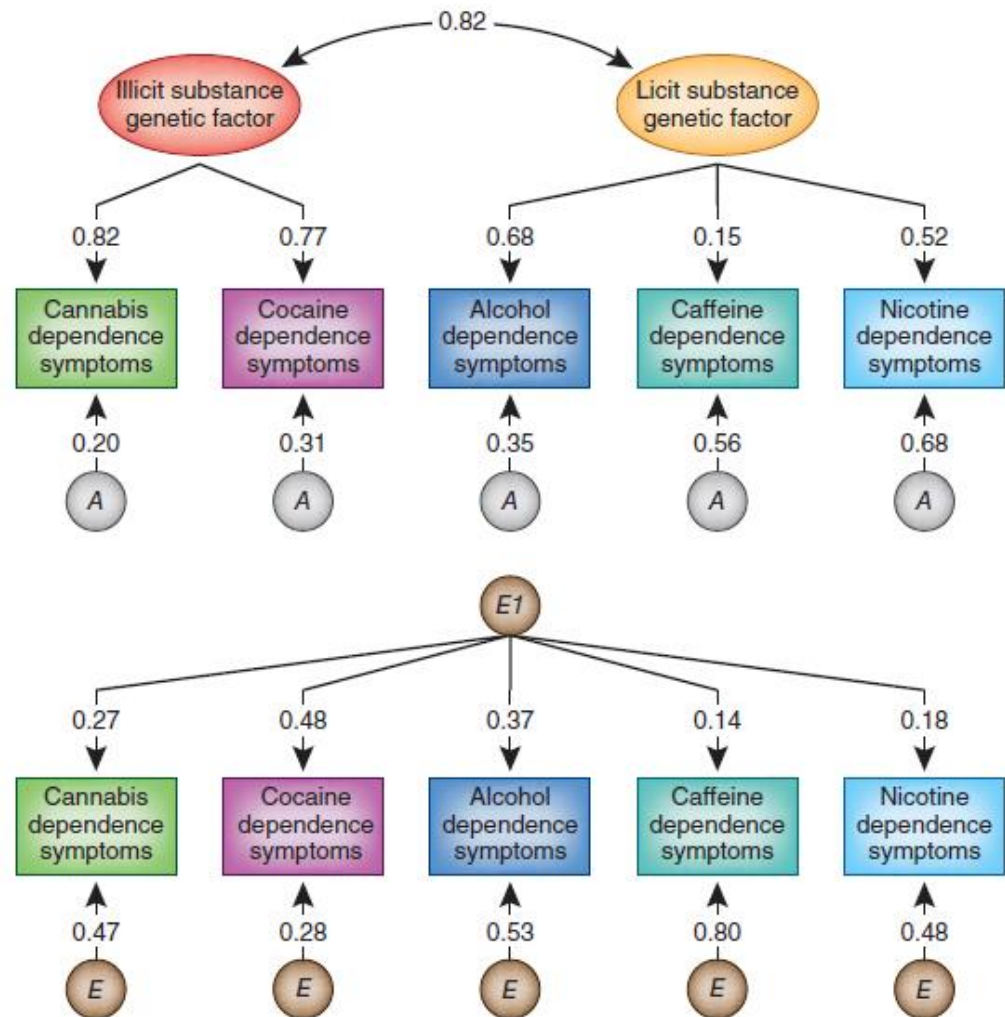 0.82
Illicit substance
genetic factor
Licit substance
genetic factor
0.82
0.77
0.68
0.15
0.52
Cannabis
dependence
symptoms
Cocaine
dependence
symptoms
Alcohol
dependence
symptoms
Caffeine
dependence
symptoms
Nicotine
dependence
symptoms
0.20
0.31
0.35
0.56
0.68
A
A
A
A
A
E1
0.27
0.48
0.37
0.14
0.18
Cannabis
dependence
symptoms
Cocaine
dependence
symptoms
Alcohol
dependence
symptoms
Caffeine
dependence
symptoms
Nicotine
dependence
symptoms
0.47
0.28
0.53
0.80
0.48
E
E
E
E
E